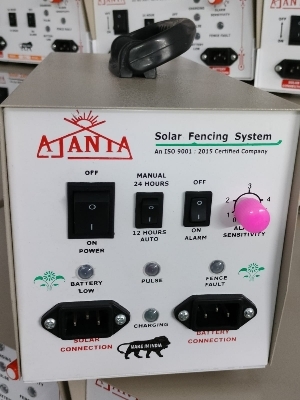 AJANTA
Solar Fencing System
An ISO 9001 : 2015 Certified Company
OFF
MANUAL
24 HOURS
OFF
3
2
4
1
ON
POWER
12 HOURS
AUTO
ON
ALARM
SENSITIVITY
BATTERY
LOW
PULSE
FENCE
FAULT
CHARGING
SOLAR
CONNECTION
BATTERY
CONNECTION
MAKE IN INDIA